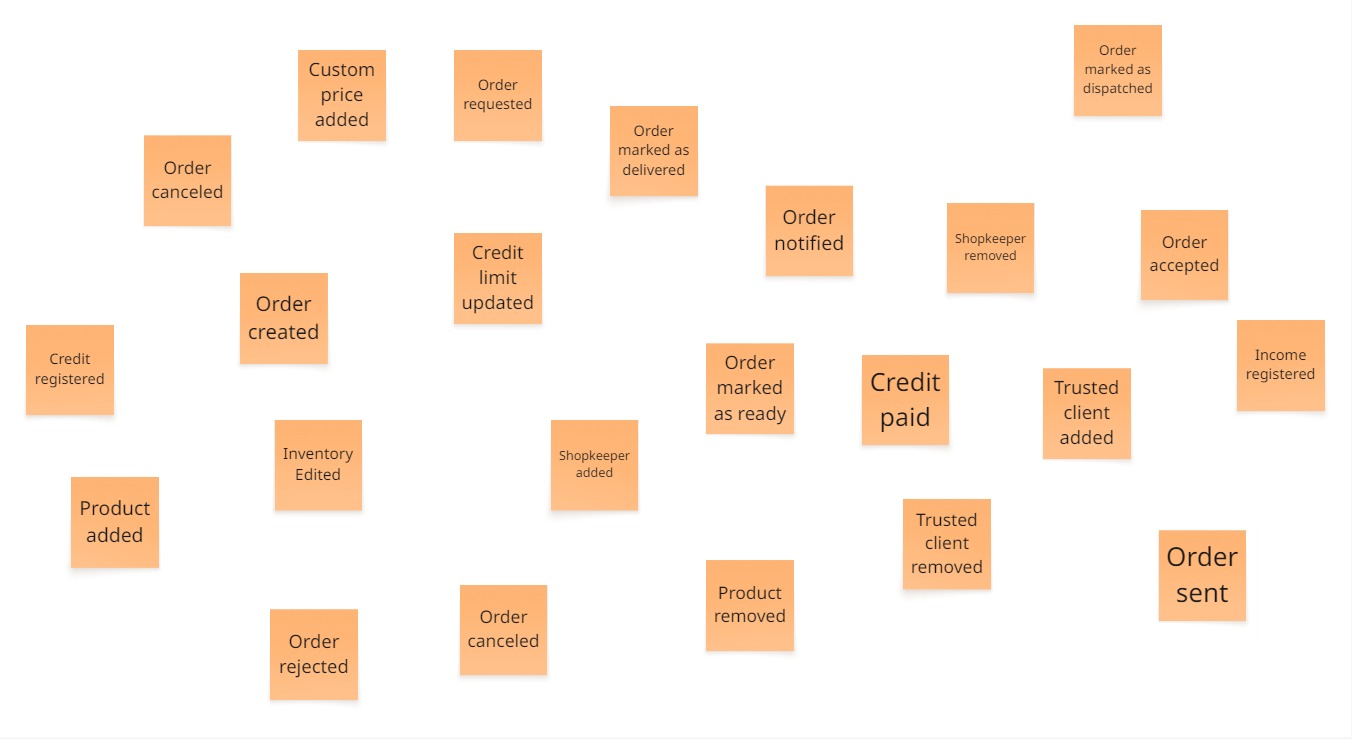 Order
marked as
dispatched
Custom
price
added
Order
requested
Order
marked as
delivered
Order
canceled
Order
notified
Shopkeeper
removed
Order
accepted
Credit
limit
updated
Order
created
Credit
registered
Income
registered
Order
marked
as ready
Credit
paid
Trusted
client
added
Inventory
Edited
Shopkeeper
added
Product
added
Trusted
client
removed
Order
sent
Product
removed
Order
canceled
Order
rejected